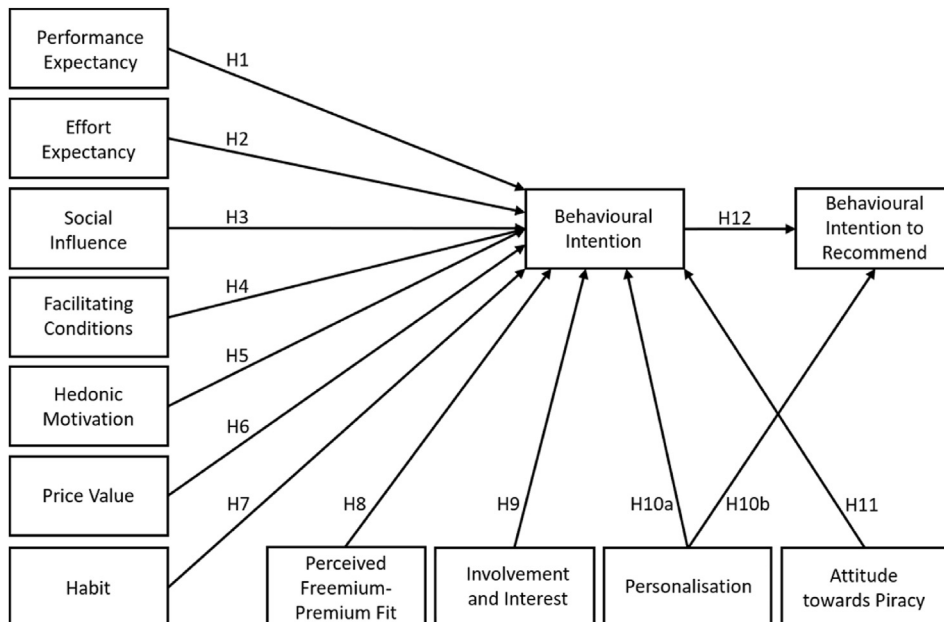 Performance
Expectancy
H1
Effort
Expectancy
H2
Social
Influence
H3
Behavioural
Intention
H12
Behavioural
Intention to
Recommend
Facilitating
Conditions
H4
Hedonic
Motivation
H5
Price Value
H6
Habit
H7
H8
H9
H10a
H10b
H11
Perceived
Freemium-
Premium Fit
Involvement
and Interest
Personalisation
Attitude
towards Piracy